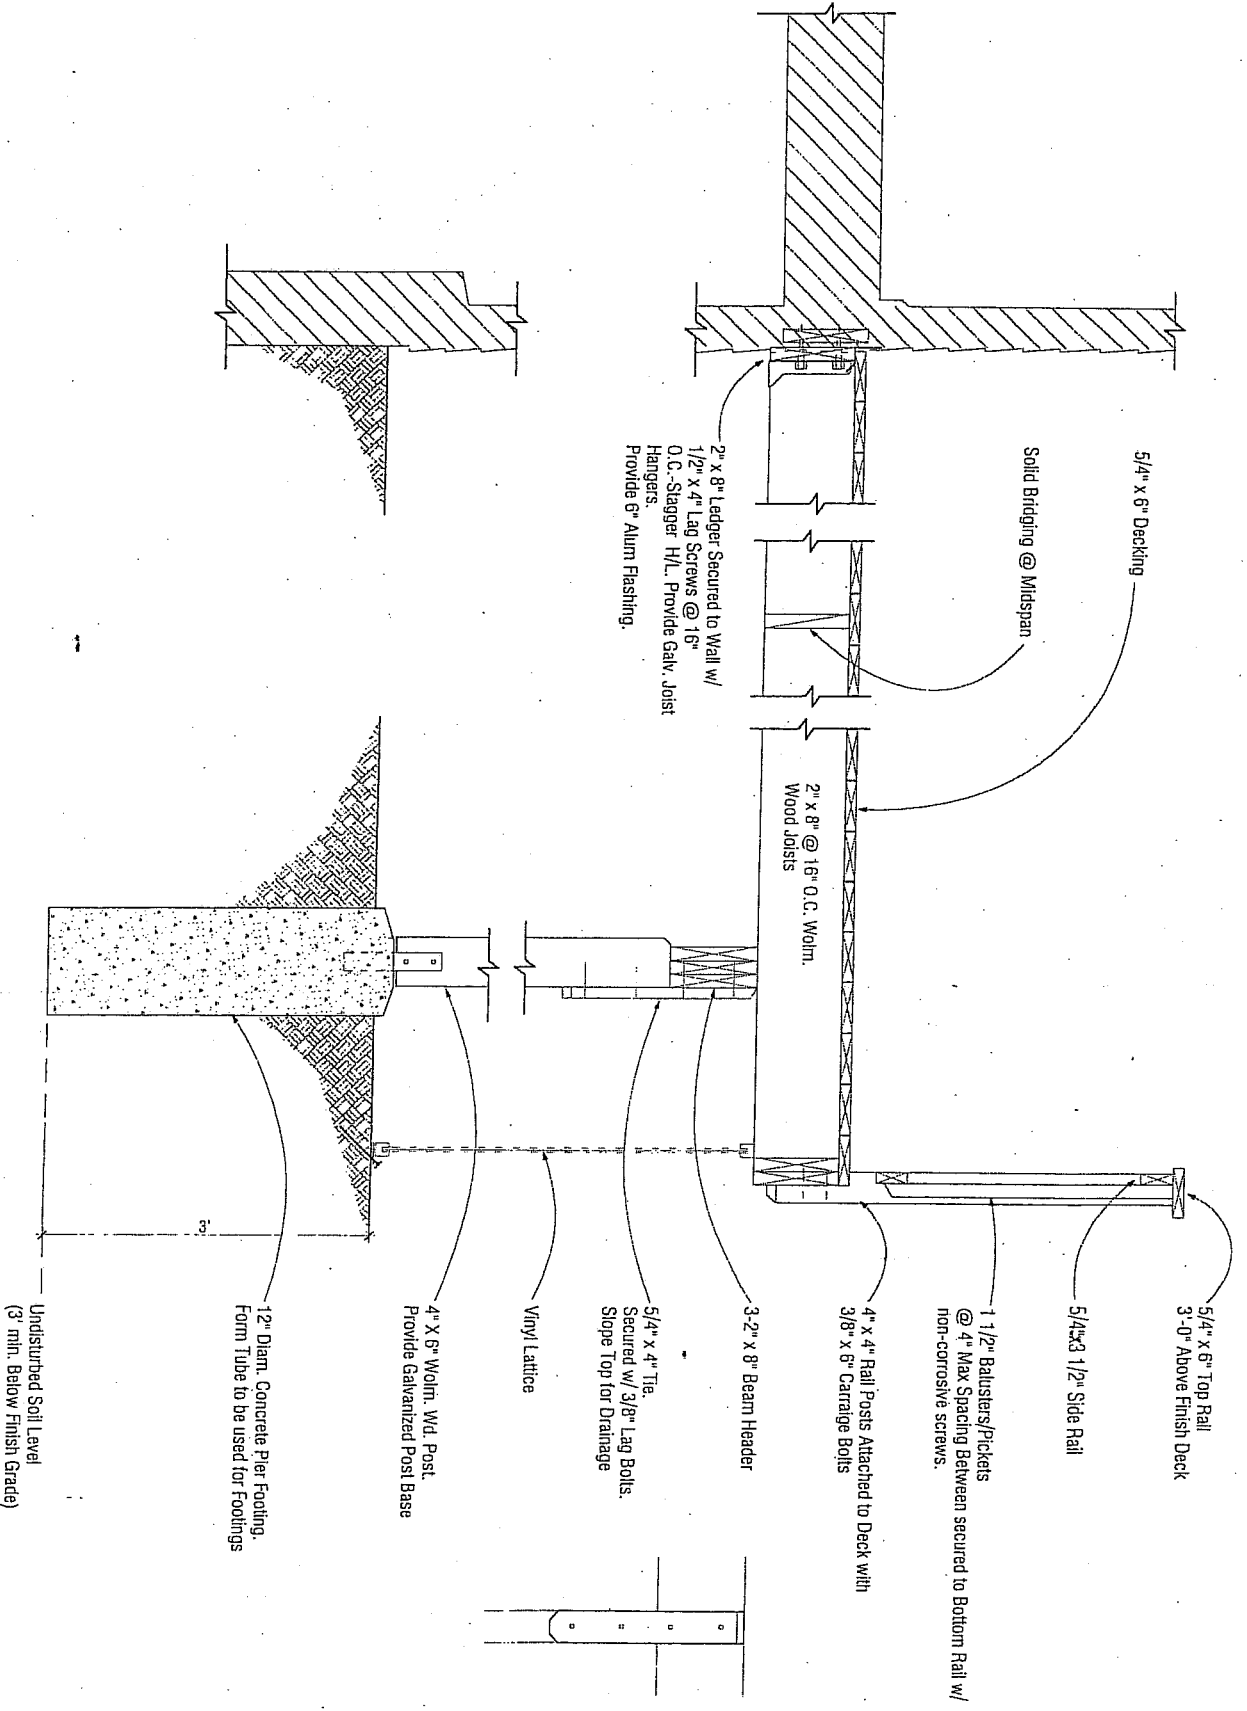 5/4" x 6" Decking
Solid Bridging @ Midspan
2" x 8" Ledger Secured to Wall w/
1/2" x 4" Lag Screws @ 16"
O.C.-Stagger H/L. Provide Galv. Joist
Hangers.
Provide 6" Alum Flashing.
2" x 8" @ 16" O.C. Wolm.
Wood Joists
5/4" x 6" Top Rail
3'-0" Above Finish Deck
5/4"x3 1/2" Side Rail
1 1/2" Balusters/Pickets
@ 4" Max Spacing Between secured to Bottom Rail w/
non-corrosive screws.
4" x 4" Rail Posts Attached to Deck with
3/8" x 6" Carraige Bolts
3-2" x 8" Beam Header
5/4" x 4" Tie.
Secured w/ 3/8" Lag Bolts.
Slope Top for Drainage
Vinyl Lattice
4" X 6" Wolm. Wd. Post.
Provide Galvanized Post Base
12" Diam. Concrete Pier Footing.
Form Tube to be used for Footings
3'
Undisturbed Soil Level
(3' min. Below Finish Grade)